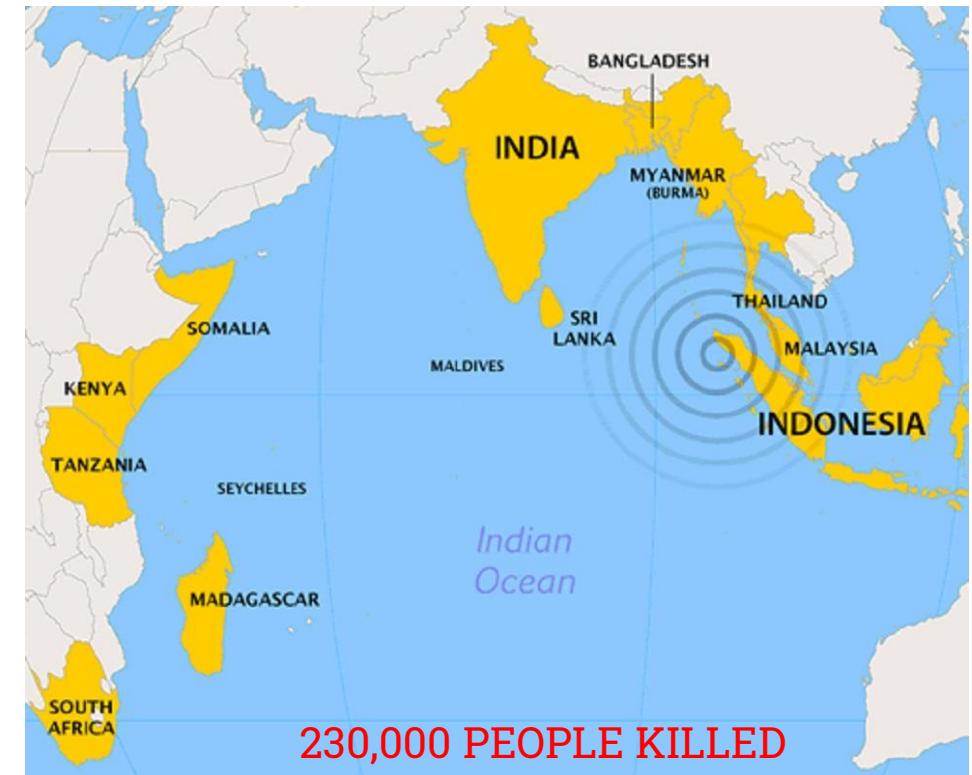 BANGLADESH
INDIA
MYANMAR
(BURMA)
THAILAND
SOMALIA
SRI
LANKA
MALAYSIA
MALDIVES
KENYA
INDONESIA
TANZANIA
SEYCHELLES
Indian
Ocean
MADAGASCAR
SOUTH
AFRICA
230,000 PEOPLE KILLED